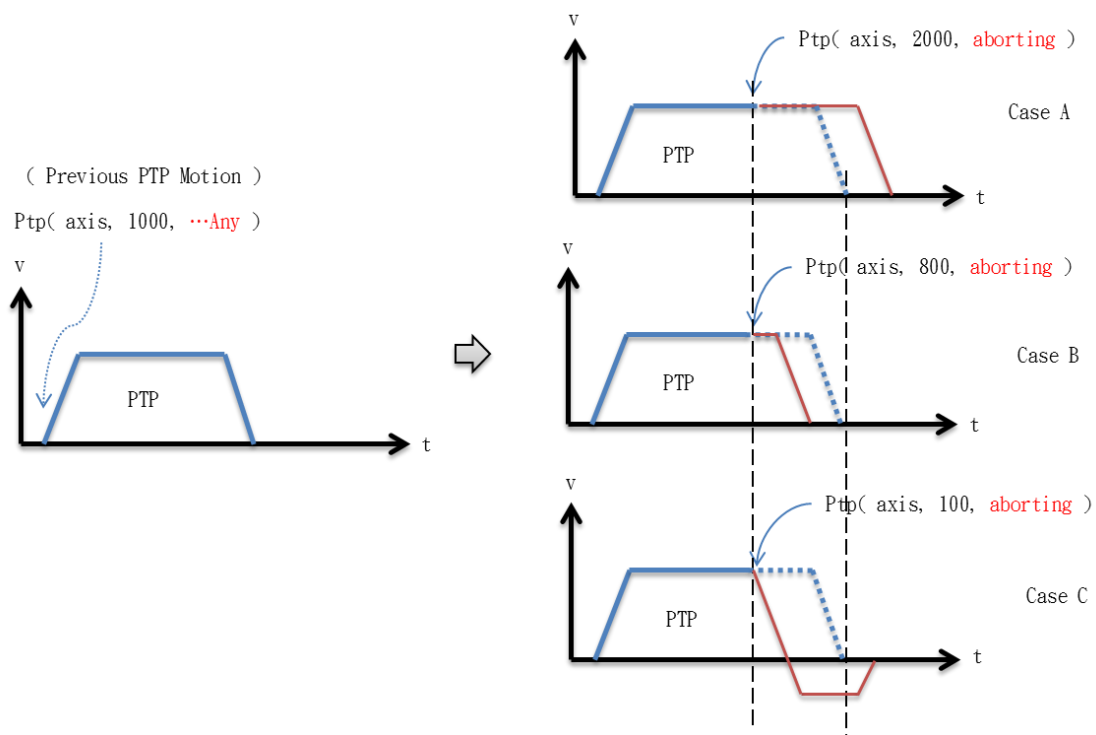 ( Previous PTP Motion )
Ptp( axis, 1000, …Any )
v
PTP
t
v
Ptp( axis, 2000, aborting )
Case A
PTP
t
v
Ptp( axis, 800, aborting )
Case B
PTP
t
v
Ptp( axis, 100, aborting )
Case C
PTP
t